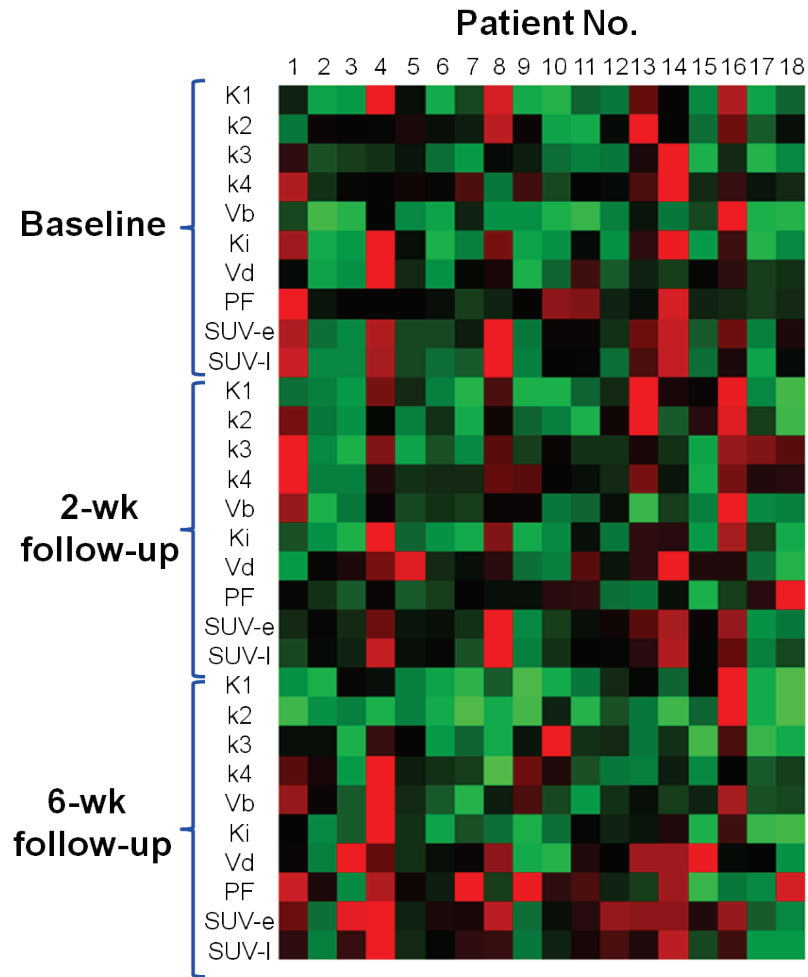 Patient No.
1 2 3 4 5 6 7 8 9 10 11 12 13 14 15 16 17 18
Baseline
K1
k2
k3
k4
Vb
Ki
Vd
PF
SUV-e
SUV-l
2-wk
follow-up
K1
k2
k3
k4
Vb
Ki
Vd
PF
SUV-e
SUV-l
6-wk
follow-up
K1
k2
k3
k4
Vb
Ki
Vd
PF
SUV-e
SUV-l